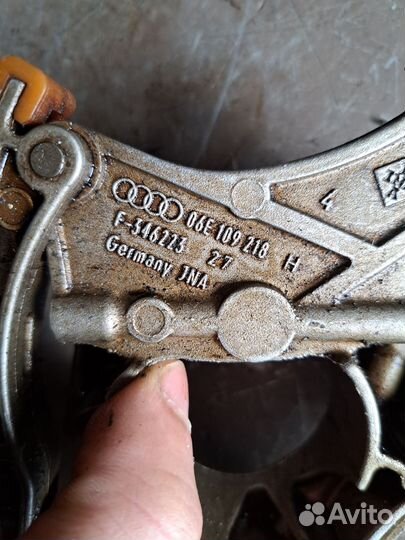 06E 109 218 H
F-546223 27
Germany INA
4
Avito